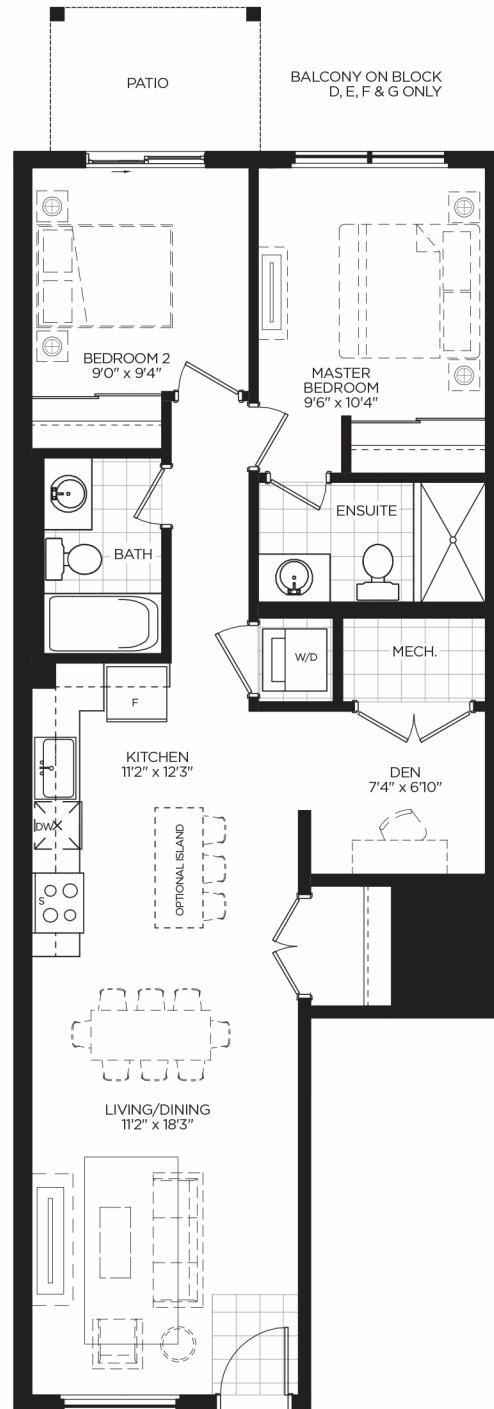 PATIO
BALCONY ON BLOCK
D, E, F & G ONLY
BEDROOM 2
9'0" x 9'4"
MASTER
BEDROOM
9'6" x 10'4"
ENSUITE
BATH
W/D
MECH.
F
KITCHEN
11'2" x 12'3"
DEN
7'4" x 6'10"
DW
OPTIONAL ISLAND
S
LIVING/DINING
11'2" x 18'3"